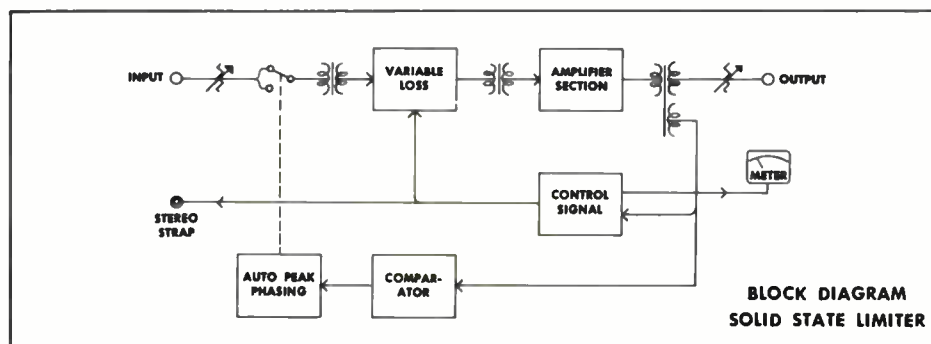 INPUT
VARIABLE
LOSS
AMPLIFIER
SECTION
OUTPUT
METER
STEREO
STRAP
CONTROL
SIGNAL
AUTO PEAK
PHASING
COMPAR-
ATOR
BLOCK DIAGRAM
SOLID STATE LIMITER